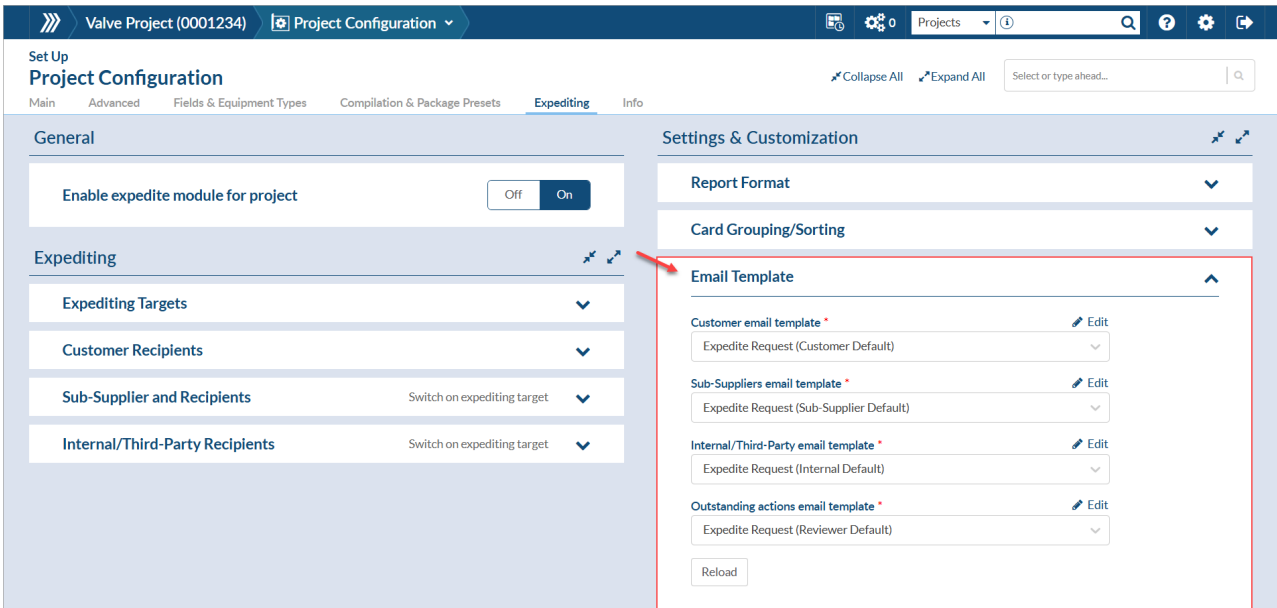 Valve Project (0001234)
Project Configuration
0
Projects
Set Up
Project Configuration
Collapse All
Expand All
Select or type ahead...
Main
Advanced
Fields & Equipment Types
Compilation & Package Presets
Expediting
Info
General
Enable expedite module for project
Off
On
Expediting
Expediting Targets
Customer Recipients
Sub-Supplier and Recipients
Switch on expediting target
Internal/Third-Party Recipients
Switch on expediting target
Settings & Customization
Report Format
Card Grouping/Sorting
Email Template
Customer email template *
Edit
Expedite Request (Customer Default)
Sub-Suppliers email template *
Edit
Expedite Request (Sub-Supplier Default)
Internal/Third-Party email template *
Edit
Expedite Request (Internal Default)
Outstanding actions email template *
Edit
Expedite Request (Reviewer Default)
Reload